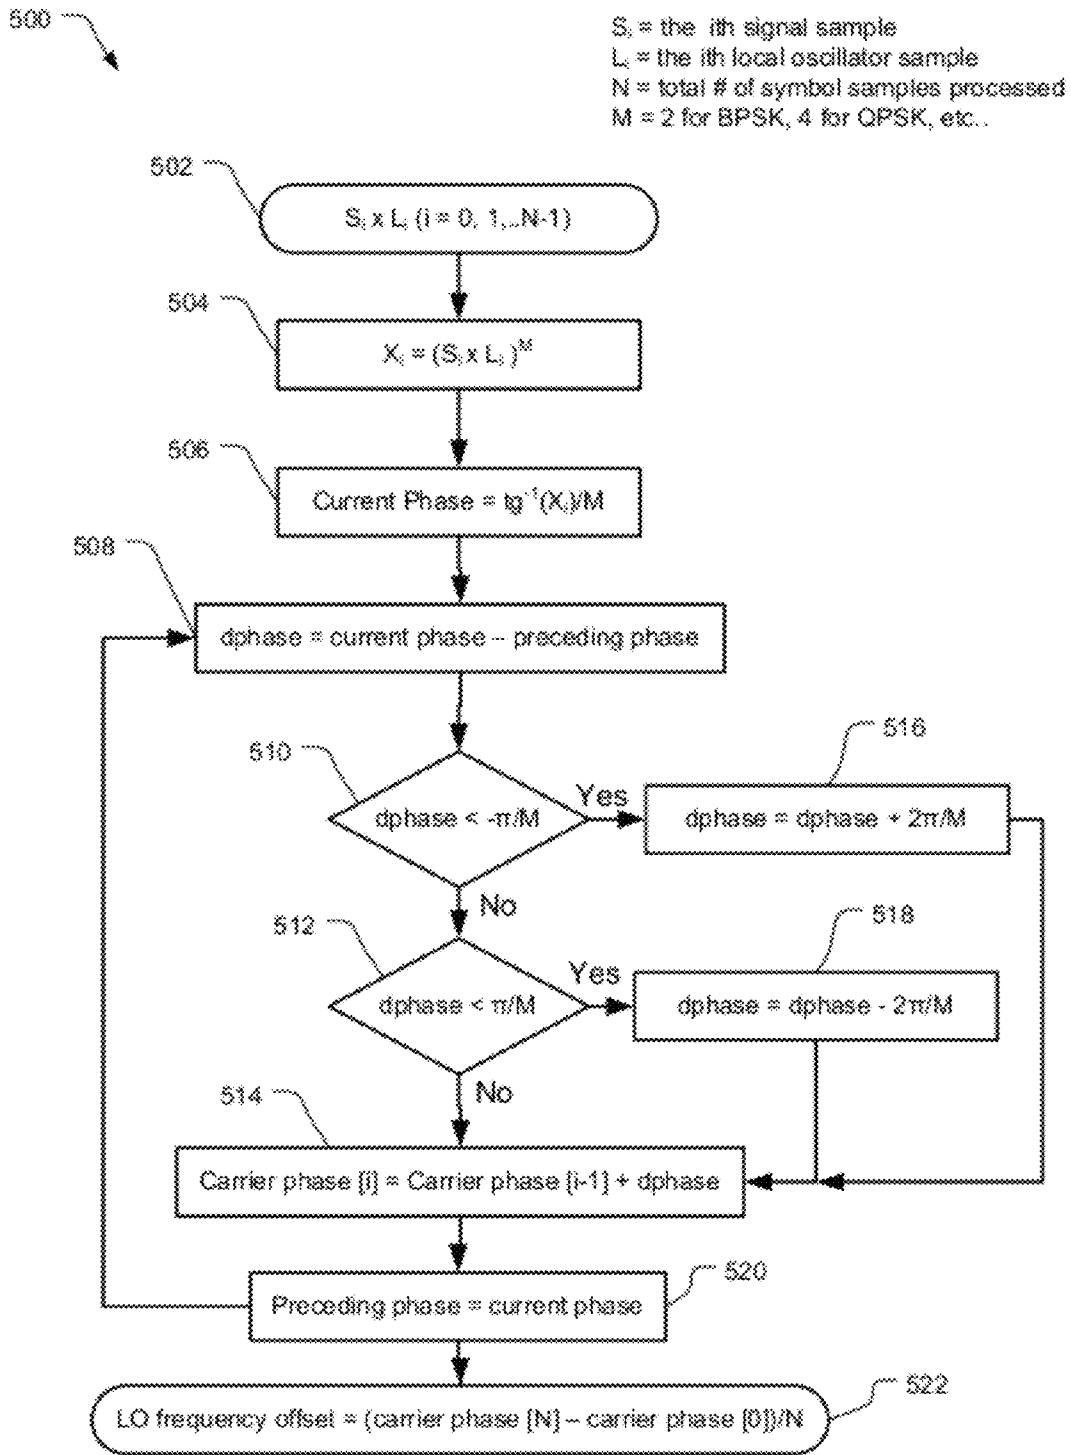 500
Sᵢ = the ith signal sample
Lᵢ = the ith local oscillator sample
N = total # of symbol samples processed
M = 2 for BPSK, 4 for QPSK, etc..
502
Sᵢ x Lᵢ (i = 0, 1,..N-1)
504
Xᵢ = (Sᵢ x Lᵢ )ᴹ
506
Current Phase = tg⁻¹(Xᵢ)/M
508
dphase = current phase – preceding phase
510
dphase < -π/M
Yes
516
dphase = dphase + 2π/M
No
512
dphase < π/M
Yes
518
dphase = dphase - 2π/M
No
514
Carrier phase [i] = Carrier phase [i-1] + dphase
520
Preceding phase = current phase
522
LO frequency offset = (carrier phase [N] – carrier phase [0])/N